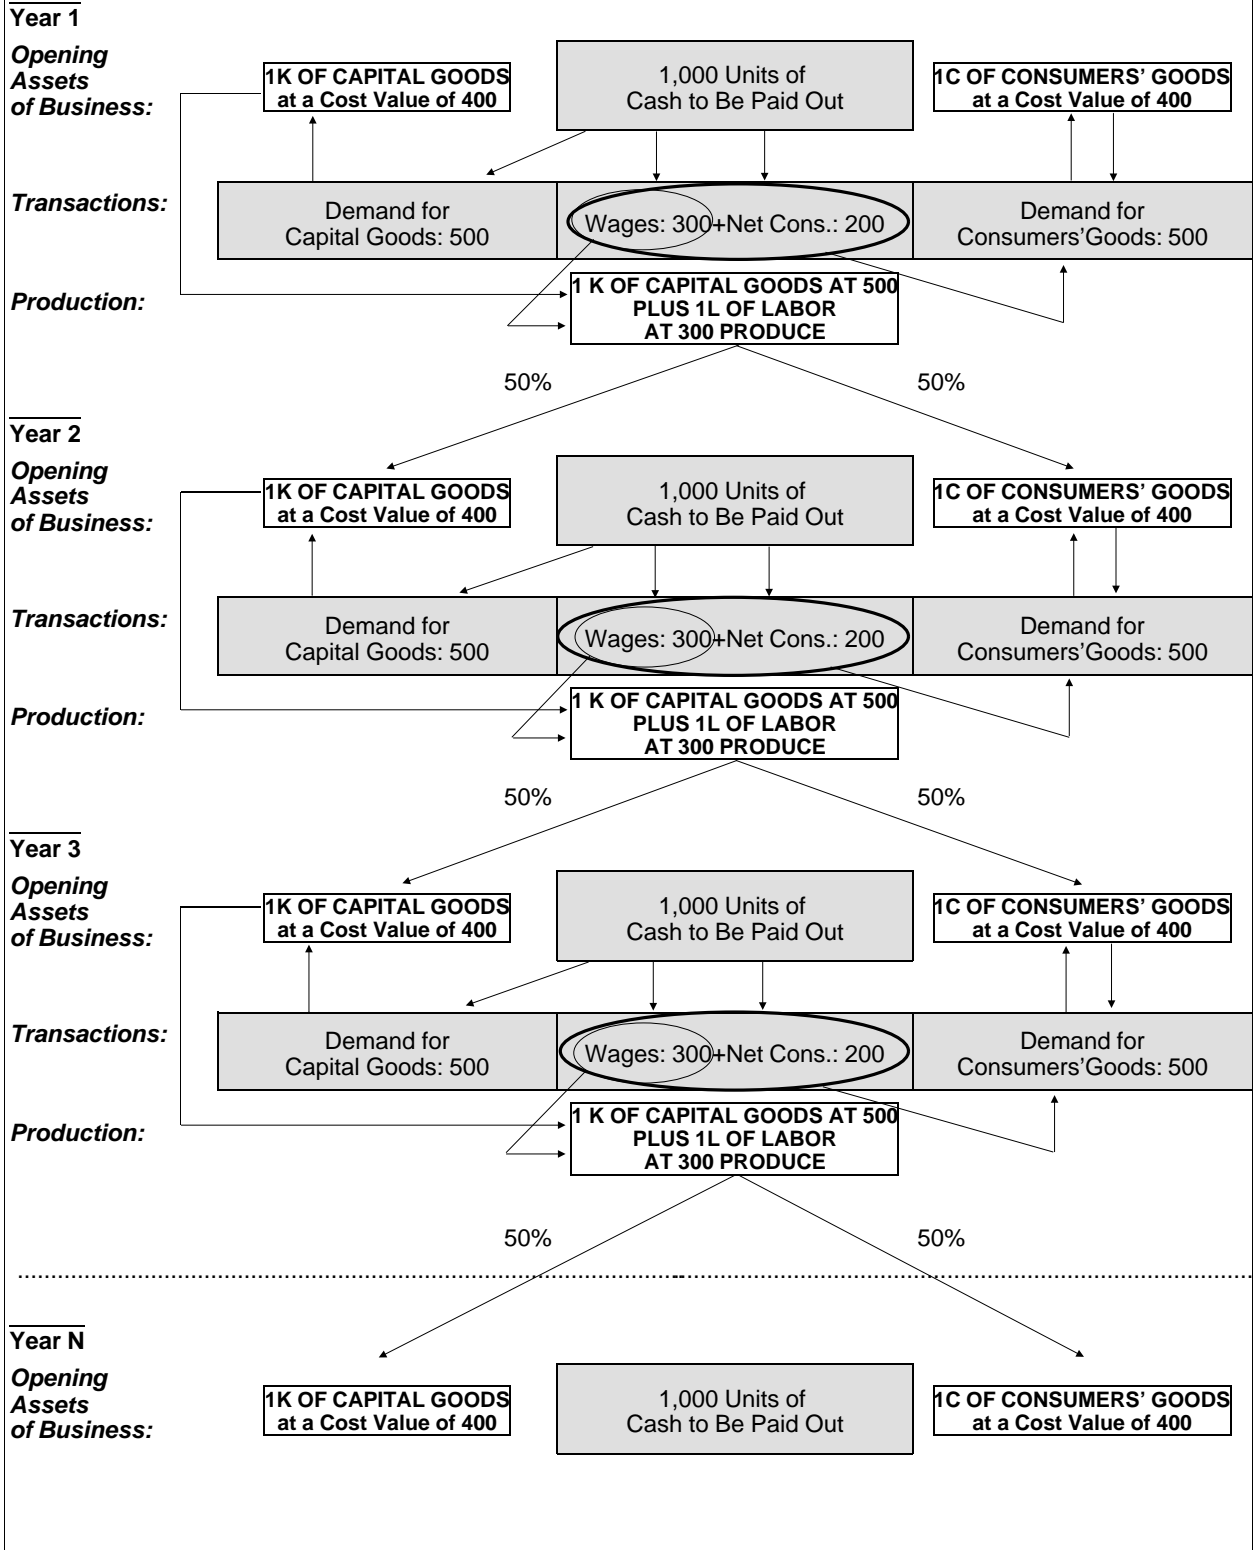 Year 1
Opening
Assets
of Business:
1K OF CAPITAL GOODS
at a Cost Value of 400
1,000 Units of
Cash to Be Paid Out
1C OF CONSUMERS’ GOODS
at a Cost Value of 400
Transactions:
Demand for
Capital Goods: 500
Wages: 300+Net Cons.: 200
Demand for
Consumers’Goods: 500
Production:
1 K OF CAPITAL GOODS AT 500
PLUS 1L OF LABOR
AT 300 PRODUCE
50%
50%
Year 2
Opening
Assets
of Business:
1K OF CAPITAL GOODS
at a Cost Value of 400
1,000 Units of
Cash to Be Paid Out
1C OF CONSUMERS’ GOODS
at a Cost Value of 400
Transactions:
Demand for
Capital Goods: 500
Wages: 300+Net Cons.: 200
Demand for
Consumers’Goods: 500
Production:
1 K OF CAPITAL GOODS AT 500
PLUS 1L OF LABOR
AT 300 PRODUCE
50%
50%
Year 3
Opening
Assets
of Business:
1K OF CAPITAL GOODS
at a Cost Value of 400
1,000 Units of
Cash to Be Paid Out
1C OF CONSUMERS’ GOODS
at a Cost Value of 400
Transactions:
Demand for
Capital Goods: 500
Wages: 300+Net Cons.: 200
Demand for
Consumers’Goods: 500
Production:
1 K OF CAPITAL GOODS AT 500
PLUS 1L OF LABOR
AT 300 PRODUCE
50%
50%
Year N
Opening
Assets
of Business:
1K OF CAPITAL GOODS
at a Cost Value of 400
1,000 Units of
Cash to Be Paid Out
1C OF CONSUMERS’ GOODS
at a Cost Value of 400